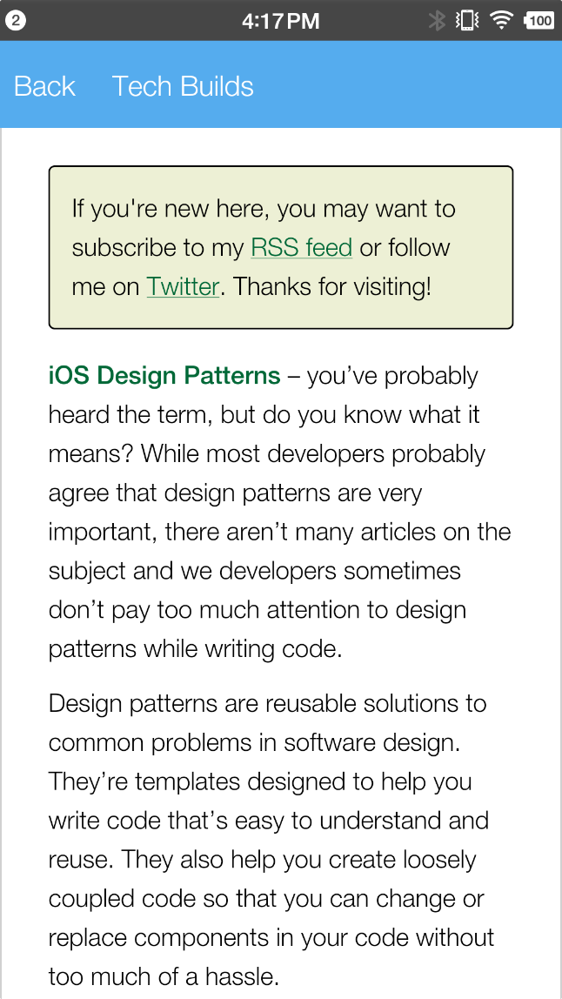 2 4:17 PM 100
Back Tech Builds
If you're new here, you may want to
subscribe to my RSS feed or follow
me on Twitter. Thanks for visiting!
iOS Design Patterns – you’ve probably
heard the term, but do you know what it
means? While most developers probably
agree that design patterns are very
important, there aren’t many articles on the
subject and we developers sometimes
don’t pay too much attention to design
patterns while writing code.
Design patterns are reusable solutions to
common problems in software design.
They’re templates designed to help you
write code that’s easy to understand and
reuse. They also help you create loosely
coupled code so that you can change or
replace components in your code without
too much of a hassle.